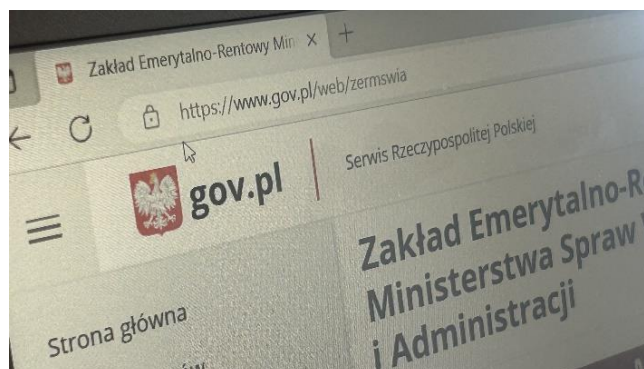 Zakład Emerytalno-Rentowy Min
https://www.gov.pl/web/zermswia
gov.pl
Serwis Rzeczypospolitej Polskiej
Zakład Emerytalno-R
Ministerstwa Spraw
i Administracji
Strona główna